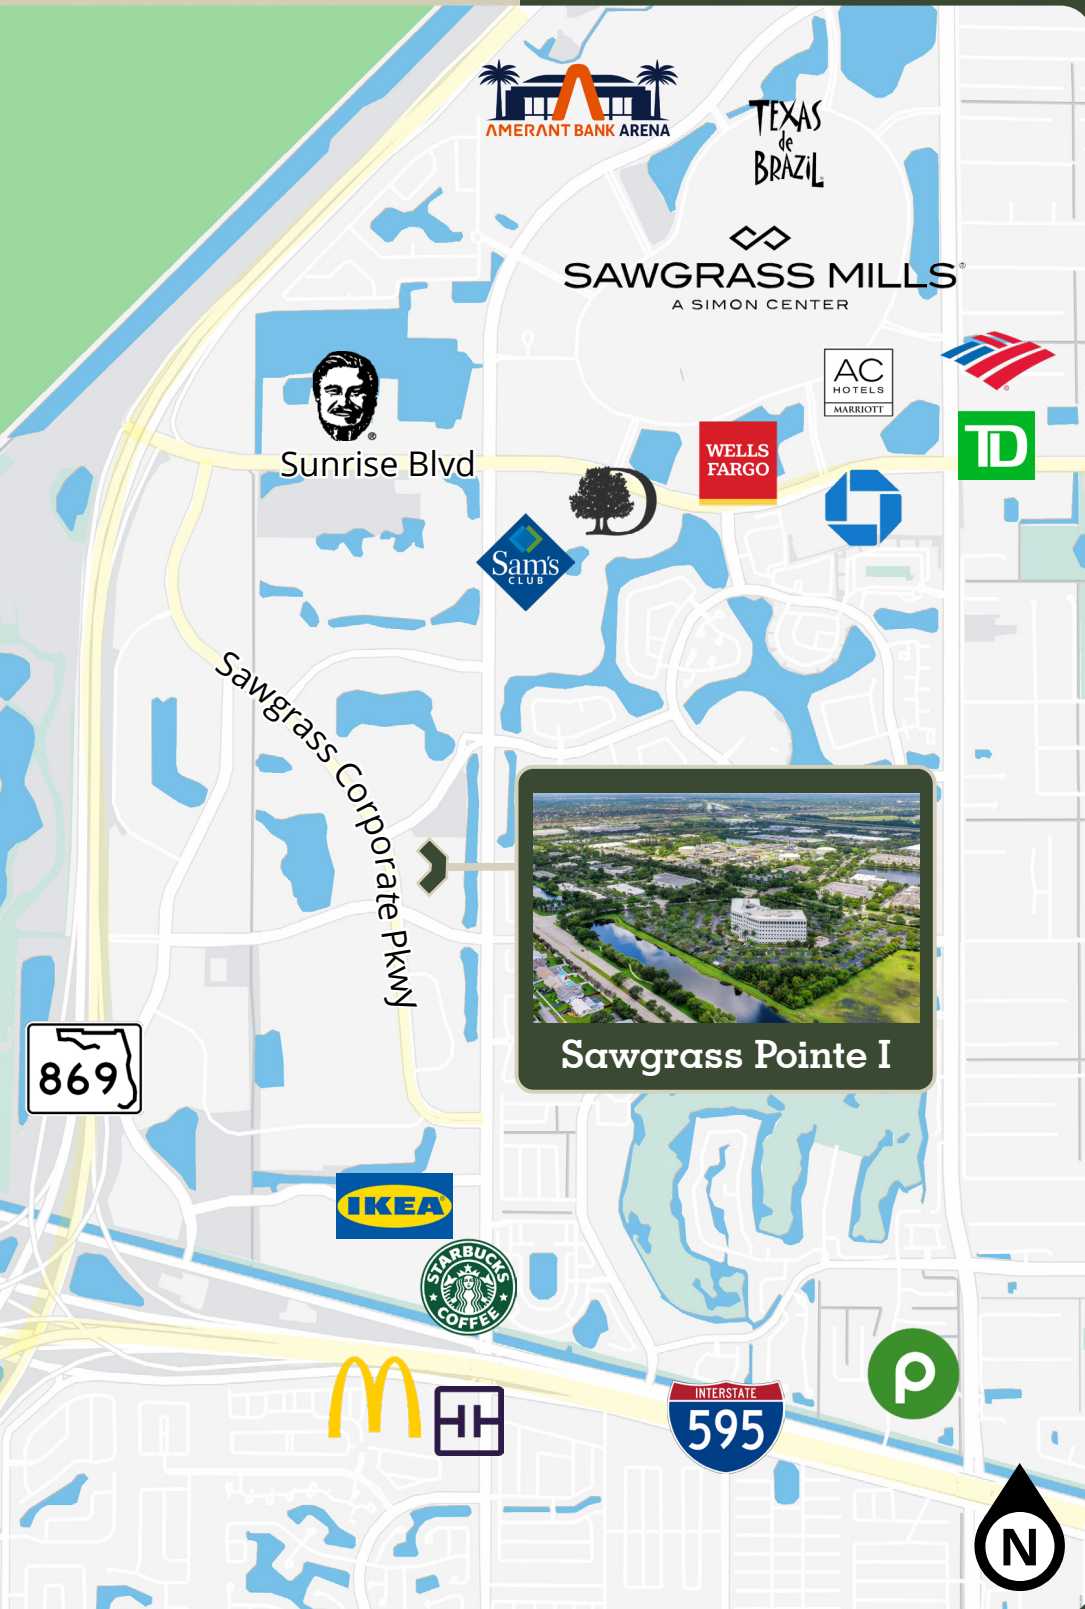 AMERANT BANK ARENA
TEXAS
de
BRAZIL
SAWGRASS MILLS®
A SIMON CENTER
AC
HOTELS
MARRIOTT
®
TD
WELLS
FARGO
®
Sunrise Blvd
D
Sam's
CLUB
Sawgrass Corporate Pkwy
Sawgrass Pointe I
869
IKEA®
STARBUCKS
COFFEE
P
INTERSTATE
595
N